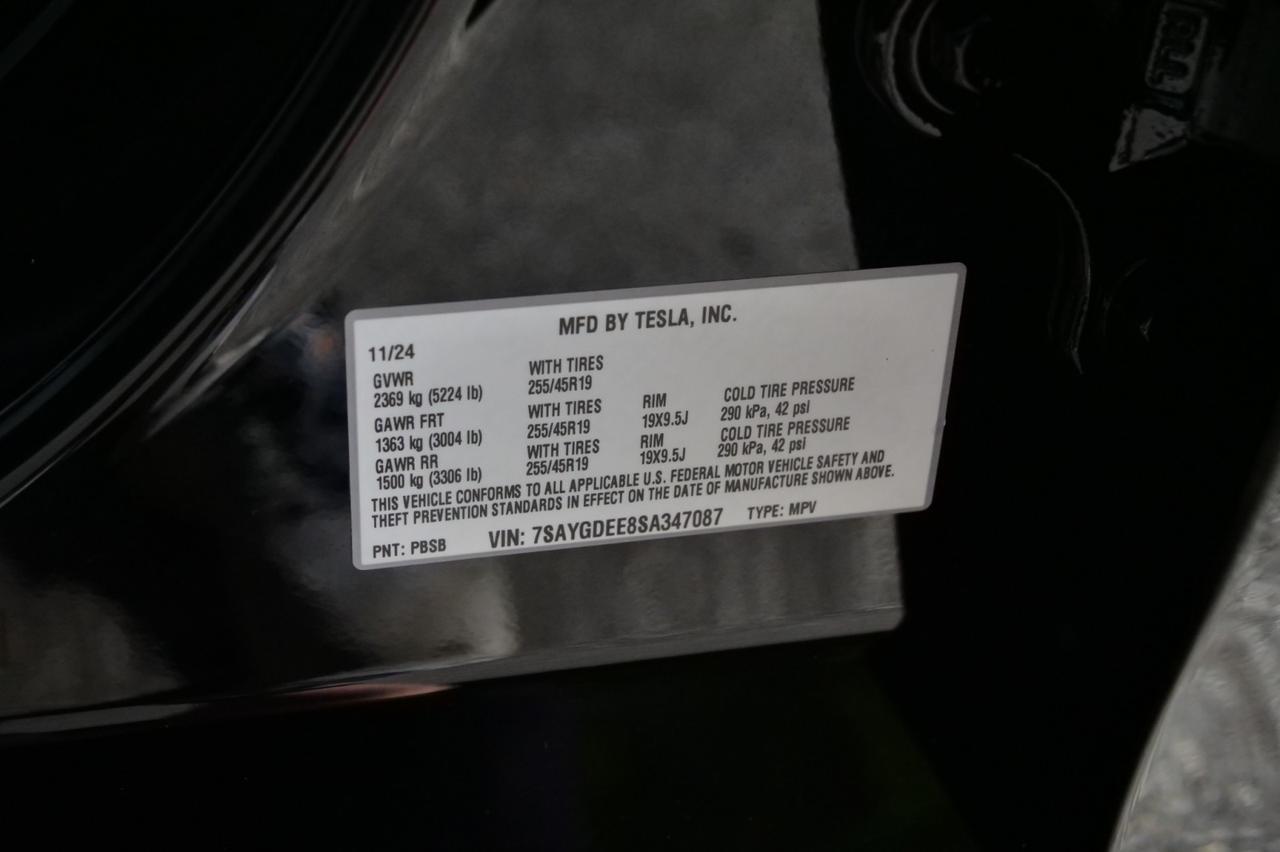 MFD BY TESLA, INC.
11/24
GVWR WITH TIRES
2369 kg (5224 lb) 255/45R19
GAWR FRT WITH TIRES RIM COLD TIRE PRESSURE
1363 kg (3004 lb) 255/45R19 19X9.5J 290 kPa, 42 psi
GAWR RR WITH TIRES RIM COLD TIRE PRESSURE
1500 kg (3306 lb) 255/45R19 19X9.5J 290 kPa, 42 psi
THIS VEHICLE CONFORMS TO ALL APPLICABLE U.S. FEDERAL MOTOR VEHICLE SAFETY AND
THEFT PREVENTION STANDARDS IN EFFECT ON THE DATE OF MANUFACTURE SHOWN ABOVE.
PNT: PBSB VIN: 7SAYGDEE8SA347087 TYPE: MPV